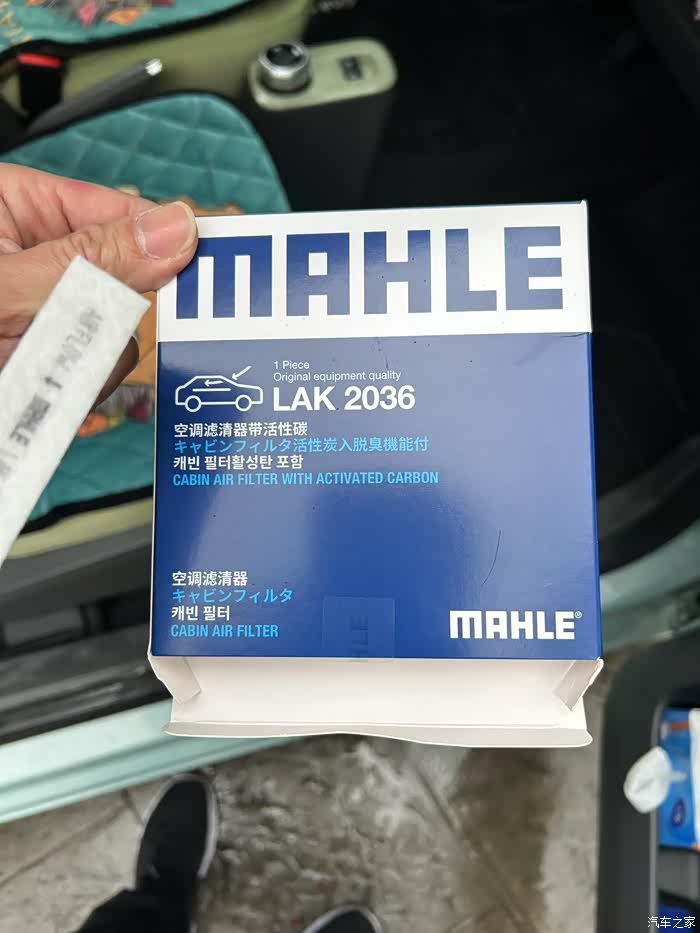 MAHLE
1 Piece
Original equipment quality
LAK 2036
空调滤清器带活性碳
キャビンフィルタ活性炭入脱臭機能付
캐빈 필터활성탄 포함
CABIN AIR FILTER WITH ACTIVATED CARBON
空调滤清器
キャビンフィルタ
캐빈 필터
CABIN AIR FILTER
MAHLE®
AIRFLOW MAHLE
汽车之家